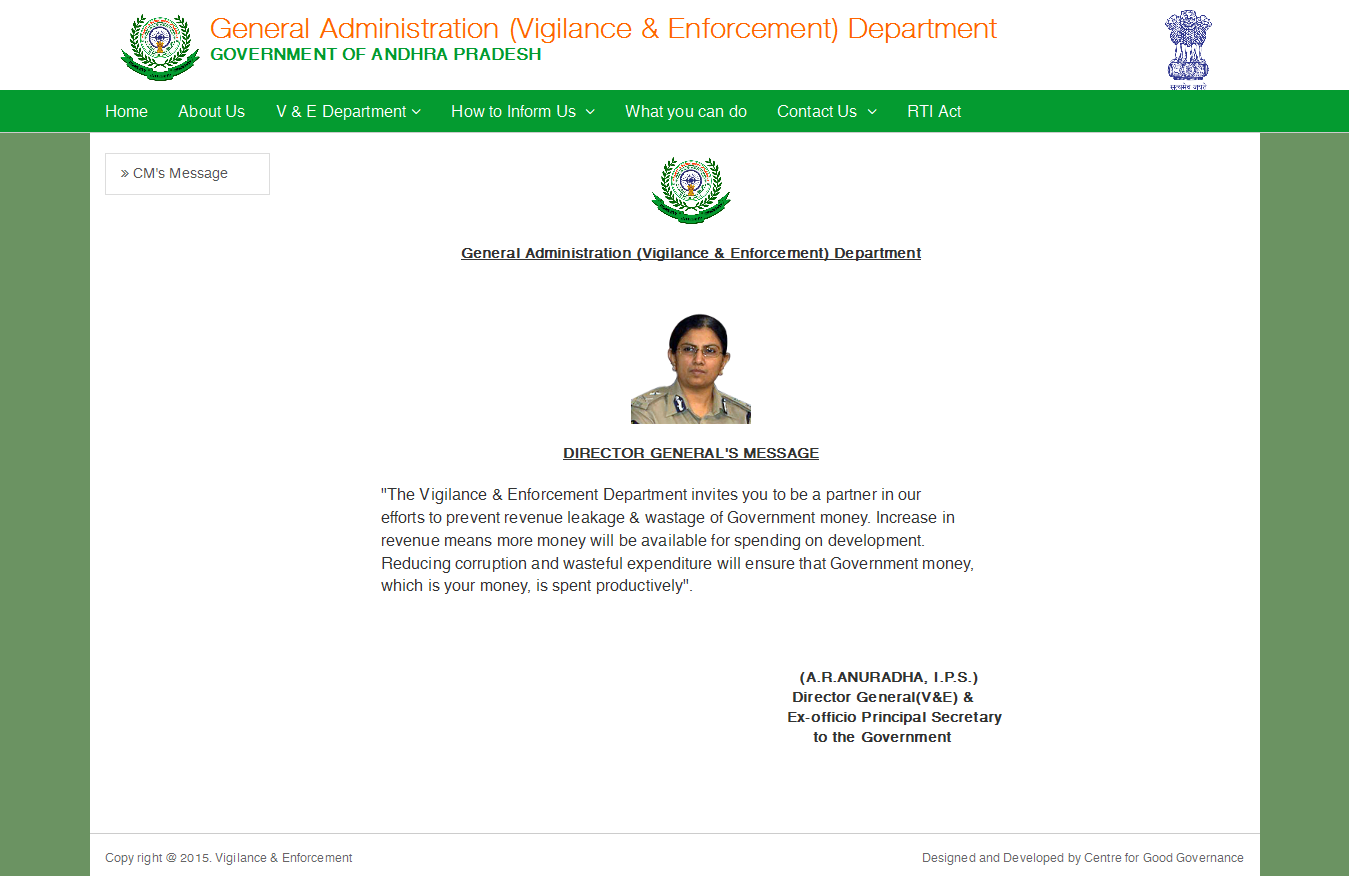 General Administration (Vigilance & Enforcement) Department
GOVERNMENT OF ANDHRA PRADESH
सत्यमेव जयते
Home About Us V & E Department How to Inform Us What you can do Contact Us RTI Act
» CM's Message
General Administration (Vigilance & Enforcement) Department
DIRECTOR GENERAL'S MESSAGE
"The Vigilance & Enforcement Department invites you to be a partner in our
efforts to prevent revenue leakage & wastage of Government money. Increase in
revenue means more money will be available for spending on development.
Reducing corruption and wasteful expenditure will ensure that Government money,
which is your money, is spent productively".
(A.R.ANURADHA, I.P.S.)
Director General(V&E) &
Ex-officio Principal Secretary
to the Government
Copy right @ 2015. Vigilance & Enforcement
Designed and Developed by Centre for Good Governance